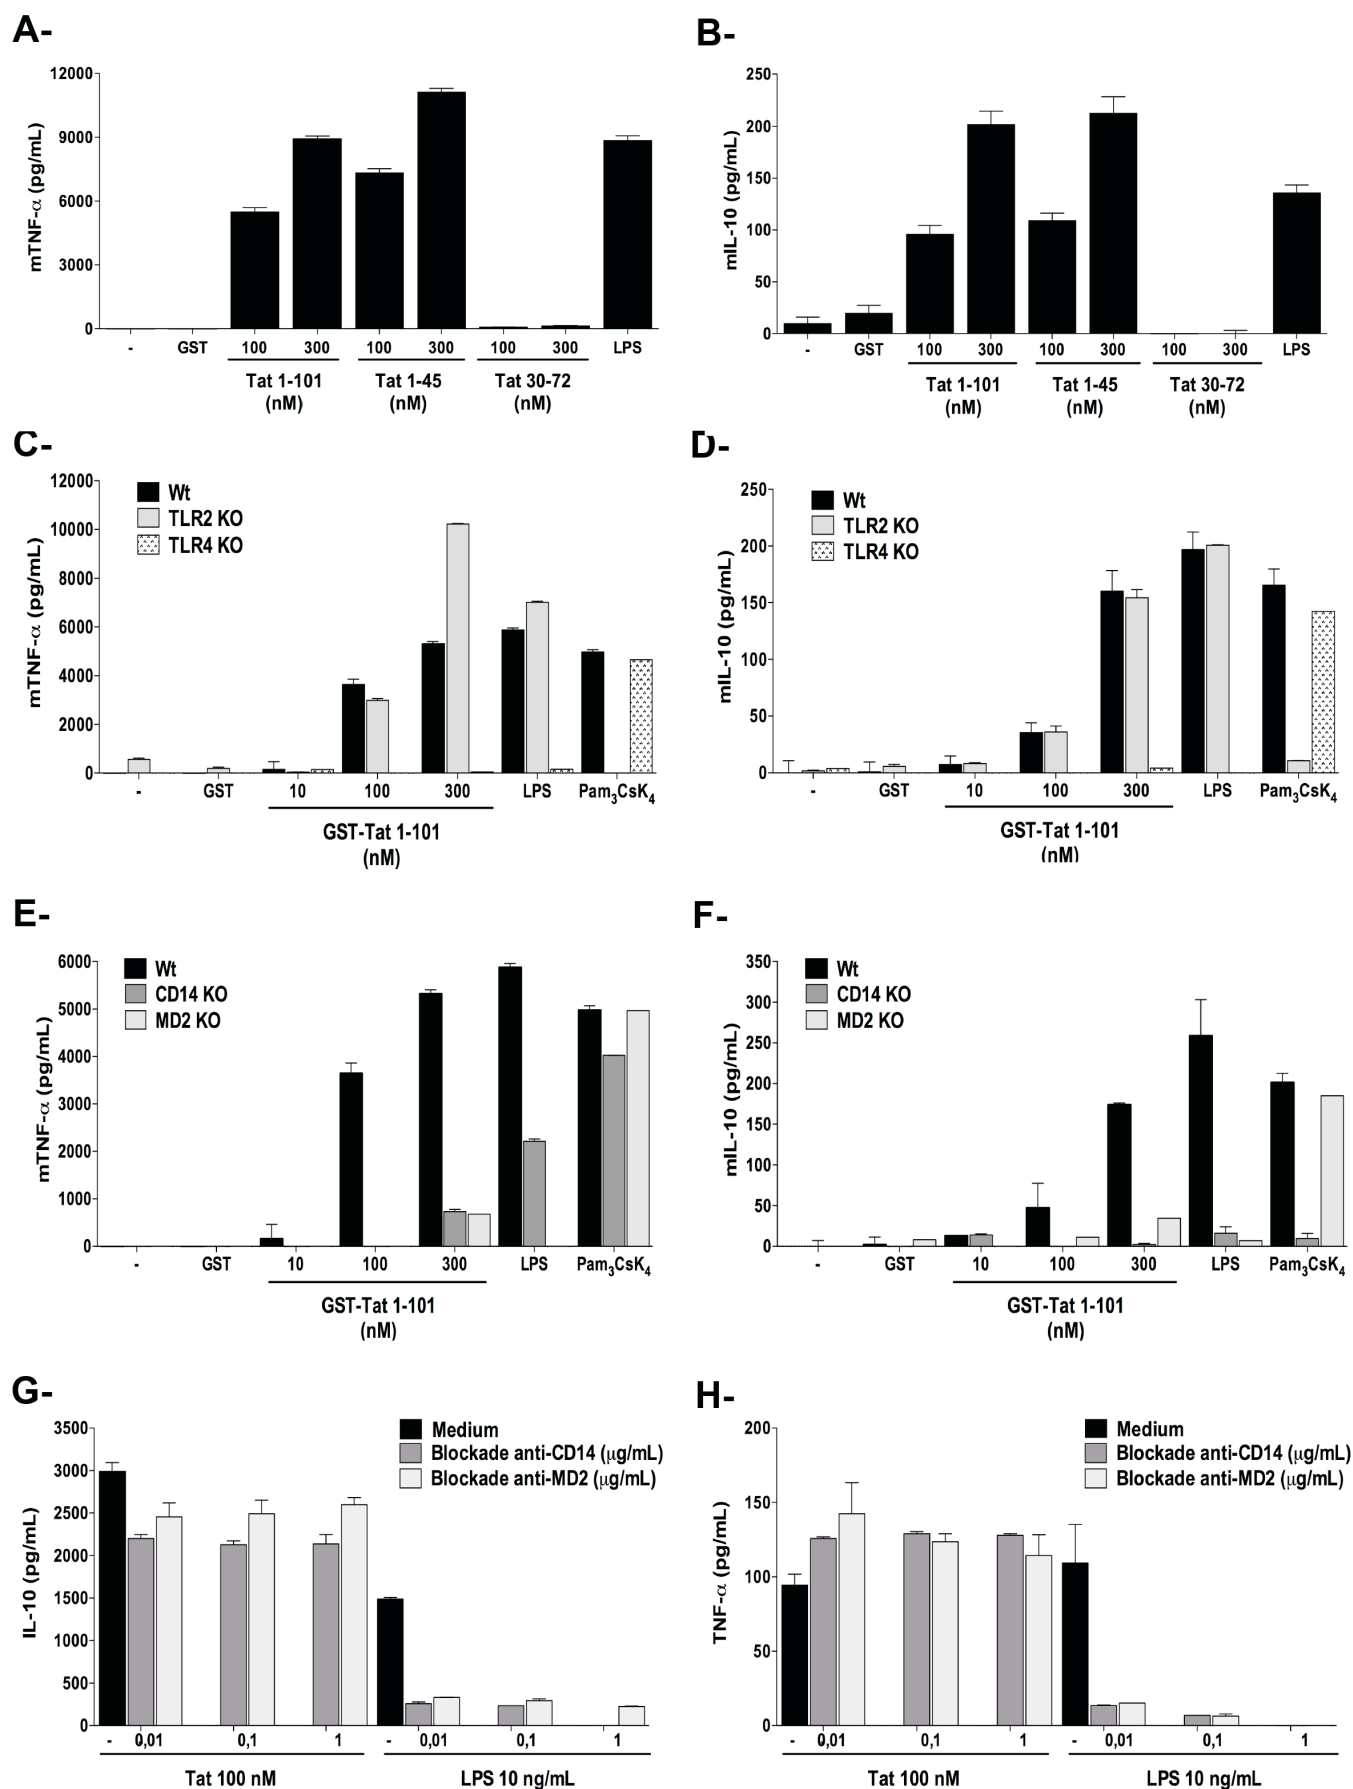 A-
12000
9000
6000
3000
0
mTNF-α (pg/mL)
- GST 100 300 100 300 100 300 LPS
Tat 1-101 Tat 1-45 Tat 30-72
(nM) (nM) (nM)
B-
250
200
150
100
50
0
mIL-10 (pg/mL)
- GST 100 300 100 300 100 300 LPS
Tat 1-101 Tat 1-45 Tat 30-72
(nM) (nM) (nM)
C-
12000
10000
8000
6000
4000
2000
0
mTNF-α (pg/mL)
Wt
TLR2 KO
TLR4 KO
- GST 10 100 300 LPS Pam3CsK4
GST-Tat 1-101
(nM)
D-
250
200
150
100
50
0
mIL-10 (pg/mL)
Wt
TLR2 KO
TLR4 KO
- GST 10 100 300 LPS Pam3CsK4
GST-Tat 1-101
(nM)
E-
6000
5000
4000
3000
2000
1000
0
mTNF-α (pg/mL)
Wt
CD14 KO
MD2 KO
- GST 10 100 300 LPS Pam3CsK4
GST-Tat 1-101
(nM)
F-
350
300
250
200
150
100
50
0
mIL-10 (pg/mL)
Wt
CD14 KO
MD2 KO
- GST 10 100 300 LPS Pam3CsK4
GST-Tat 1-101
(nM)
G-
3500
3000
2500
2000
1500
1000
500
0
IL-10 (pg/mL)
Medium
Blockade anti-CD14 (μg/mL)
Blockade anti-MD2 (μg/mL)
- 0,01 0,1 1 - 0,01 0,1 1
Tat 100 nM LPS 10 ng/mL
H-
200
150
100
50
0
TNF-α (pg/mL)
Medium
Blockade anti-CD14 (μg/mL)
Blockade anti-MD2 (μg/mL)
- 0,01 0,1 1 - 0,01 0,1 1
Tat 100 nM LPS 10 ng/mL